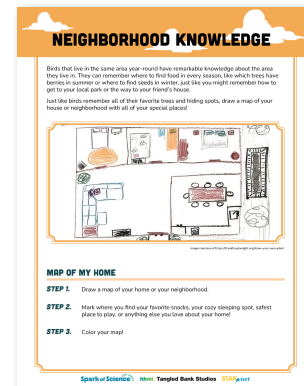 NEIGHBORHOOD KNOWLEDGE
Birds that live in the same area year-round have remarkable knowledge about the area
they live in. They can remember where to find food in every season, like which trees have
berries in summer or where to find seeds in winter, just like you might remember how to
get to your local park or the way to your friend's house.
Just like birds remember all of their favorite trees and hiding spots, draw a map of your
house or neighborhood with all of your special places!
MAP OF MY HOME
STEP 1. Draw a map of your home or your neighborhood.
STEP 2. Mark where you find your favorite snacks, your cozy sleeping spot, safest
place to play, or anything else you love about your home!
STEP 3. Color your map!
Spark of Science hhmi Tangled Bank Studios STAR net